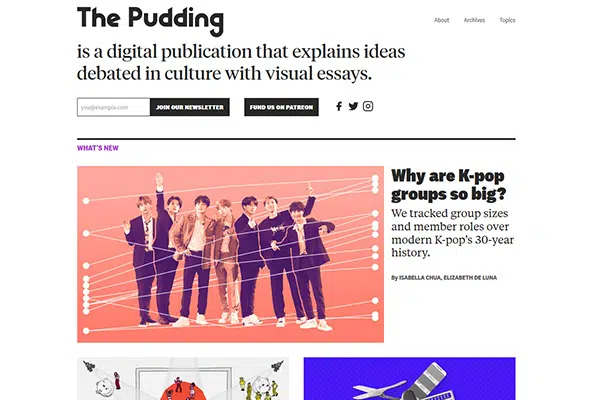 The Pudding
About Archives Topics
is a digital publication that explains ideas
debated in culture with visual essays.
you@example.com JOIN OUR NEWSLETTER FUND US ON PATREON
WHAT'S NEW
Why are K-pop
groups so big?
We tracked group sizes
and member roles over
modern K-pop's 30-year
history.
By ISABELLA CHUA, ELIZABETH DE LUNA